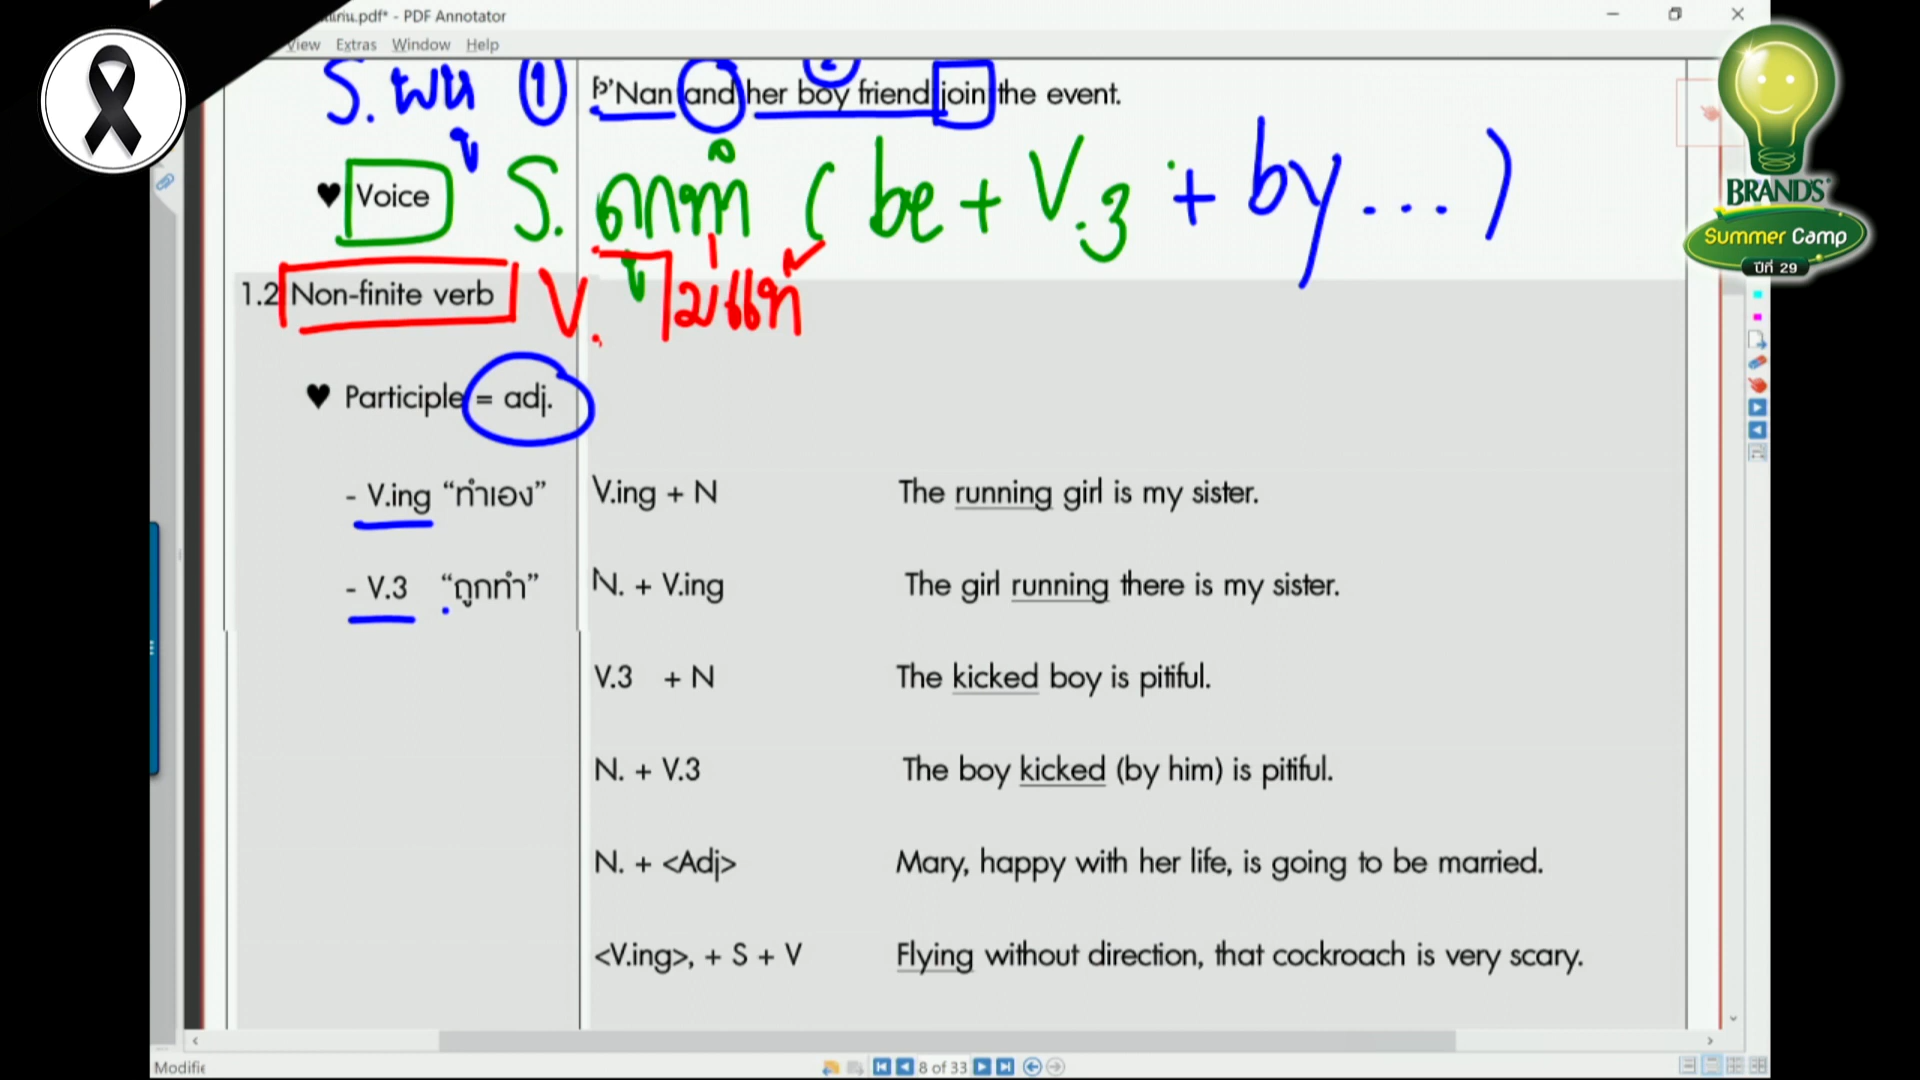 .pdf* - PDF Annotator
View Extras Window Help
S. ① P'Nan and her boy friend join the event.
♥ Voice S. ถูกทำ ( be + V.3 + by ... )
1.2 Non-finite verb V. ไม่แท้
♥ Participle = adj.
- V.ing “ทำเอง” V.ing + N The running girl is my sister.
- V.3 “ถูกทำ” N. + V.ing The girl running there is my sister.
V.3 + N The kicked boy is pitiful.
N. + V.3 The boy kicked (by him) is pitiful.
N. + <Adj> Mary, happy with her life, is going to be married.
<V.ing>, + S + V Flying without direction, that cockroach is very scary.
8 of 33
BRAND'S
Summer Camp
ปีที่ 29